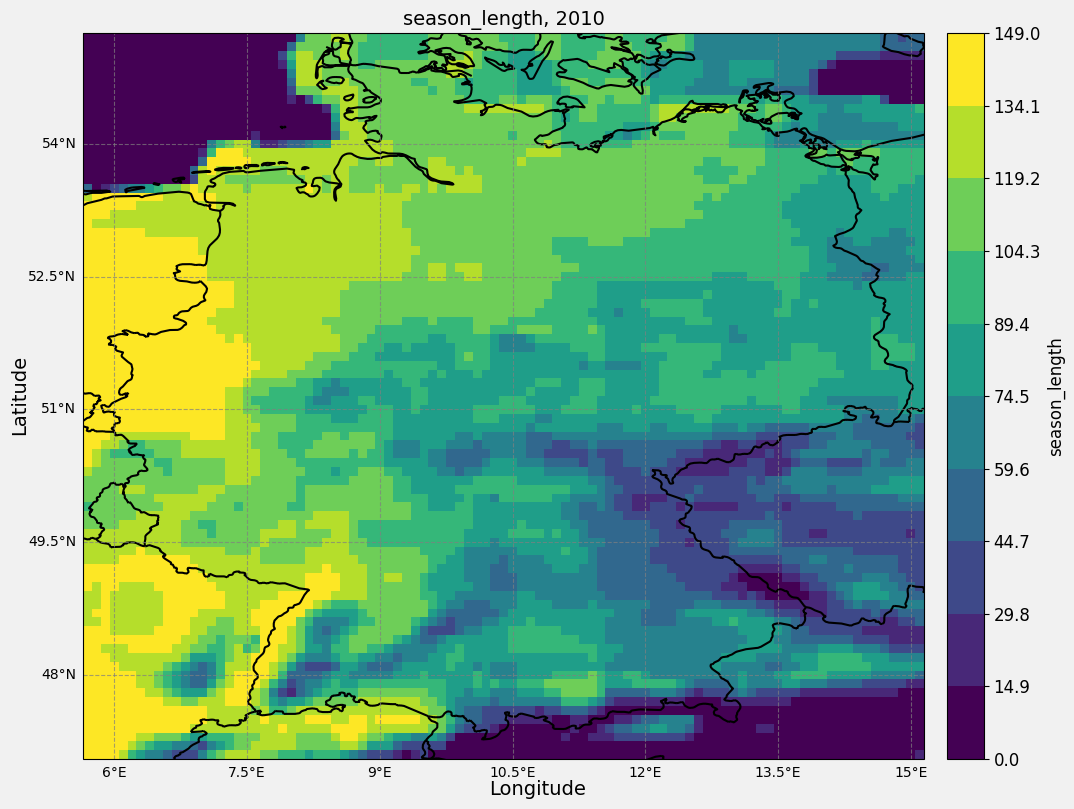 season_length, 2010
149.0
134.1
119.2
104.3
89.4
74.5
59.6
44.7
29.8
14.9
0.0
season_length
54°N
52.5°N
51°N
49.5°N
48°N
Latitude
6°E
7.5°E
9°E
10.5°E
12°E
13.5°E
15°E
Longitude